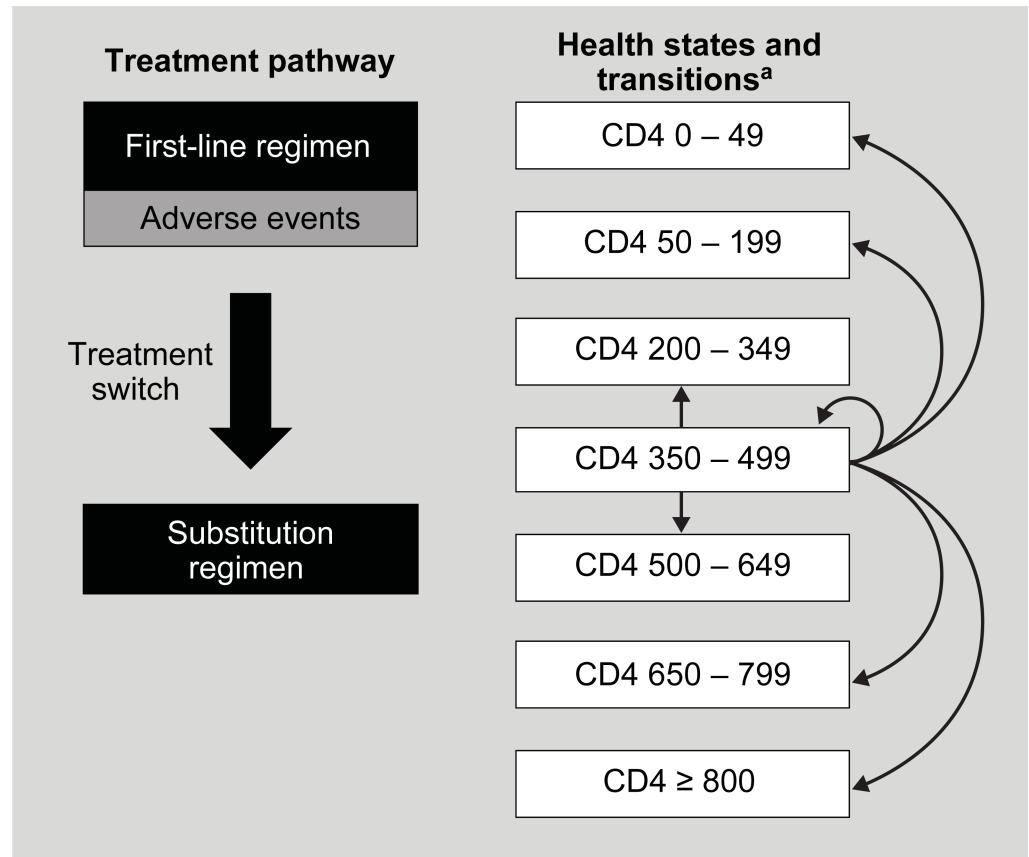 Treatment pathway
First-line regimen
Adverse events
Treatment
switch
Substitution
regimen
Health states and
transitionsᵃ
CD4 0 – 49
CD4 50 – 199
CD4 200 – 349
CD4 350 – 499
CD4 500 – 649
CD4 650 – 799
CD4 ≥ 800